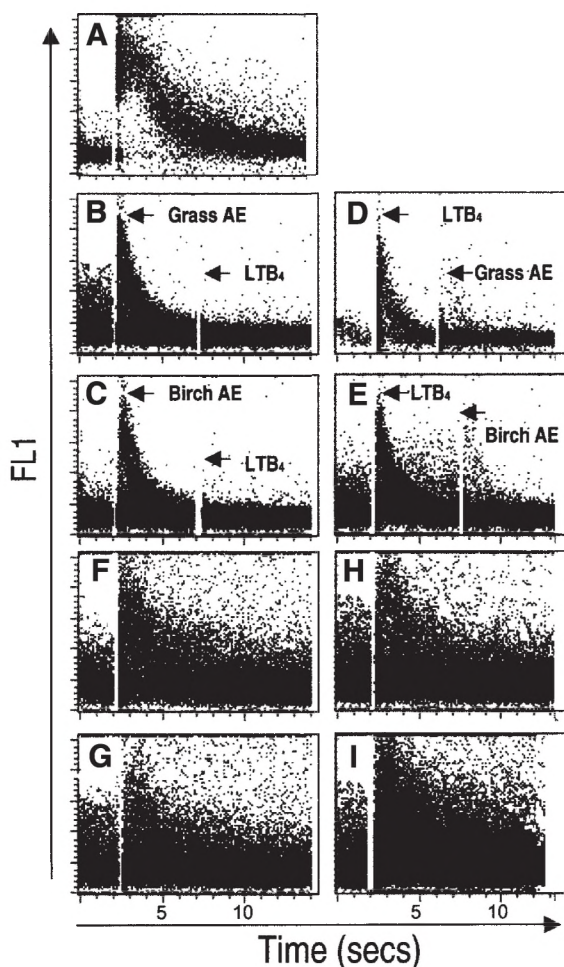 A
B
Grass AE
LTB₄
D
LTB₄
Grass AE
C
Birch AE
LTB₄
E
LTB₄
Birch AE
FL1
F
H
G
I
5
10
5
10
Time (secs)